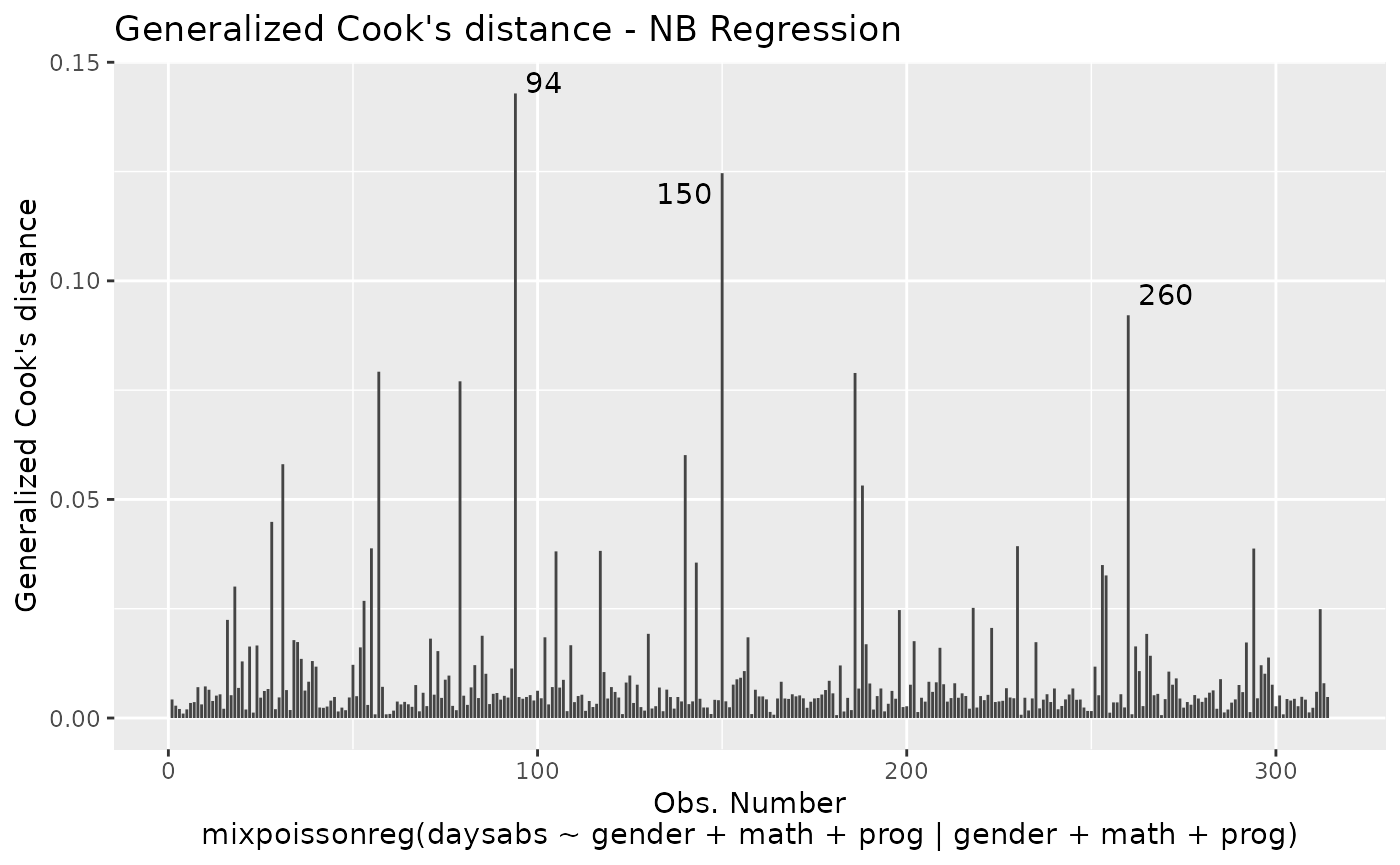 Generalized Cook's distance - NB Regression
Generalized Cook's distance
0.15
0.10
0.05
0.00
94
150
260
0
100
200
300
Obs. Number
mixpoissonreg(daysabs ~ gender + math + prog | gender + math + prog)